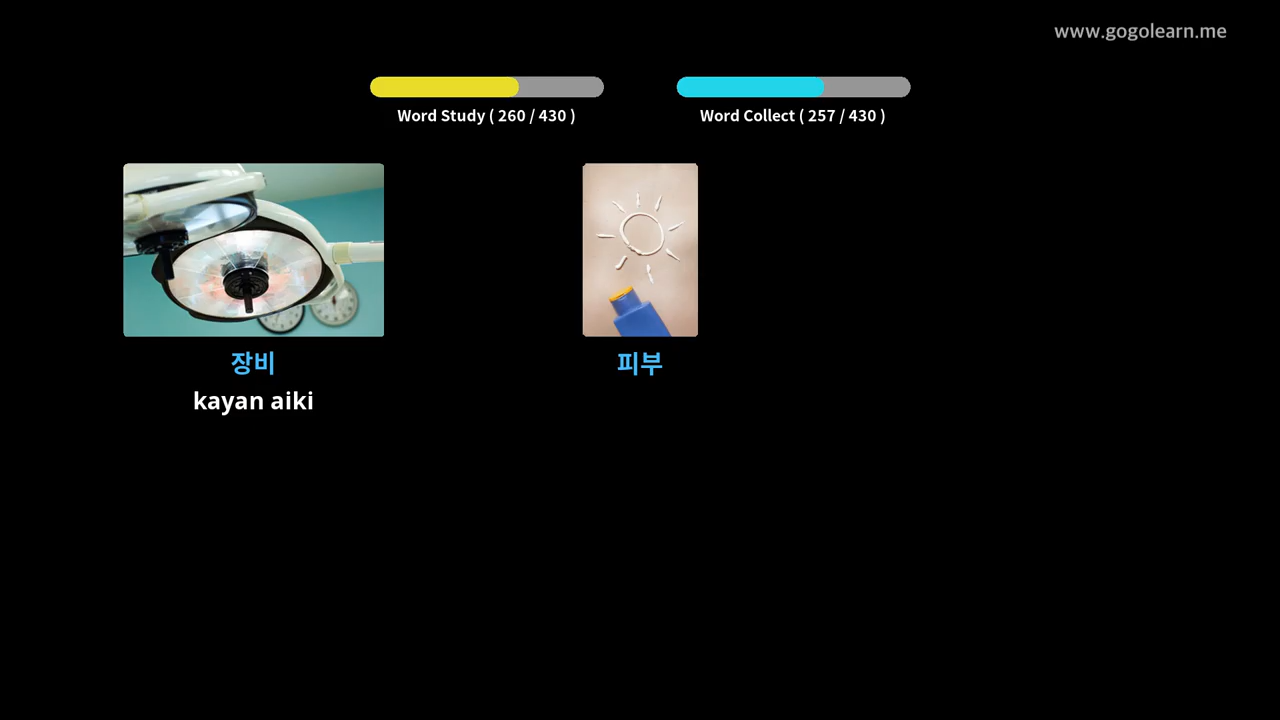 www.gogolearn.me
Word Study ( 260 / 430 )
Word Collect ( 257 / 430 )
장비
피부
kayan aiki